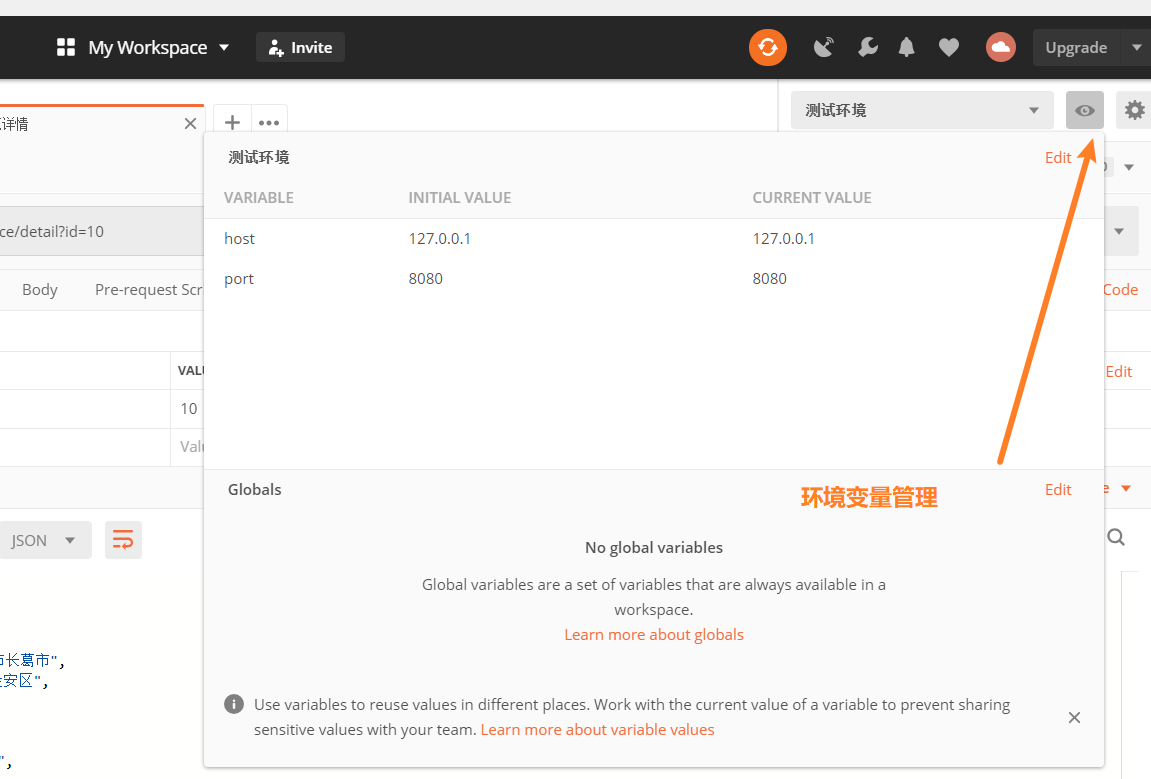 My Workspace
Invite
Upgrade
详情
测试环境
测试环境
Edit
VARIABLE INITIAL VALUE CURRENT VALUE
ce/detail?id=10
host 127.0.0.1 127.0.0.1
port 8080 8080
Body Pre-request Scr
Code
VALU
Edit
10
Valu
Globals
环境变量管理
Edit
e
JSON
No global variables
Global variables are a set of variables that are always available in a
workspace.
Learn more about globals
市长葛市",
安区",
Use variables to reuse values in different places. Work with the current value of a variable to prevent sharing
sensitive values with your team. Learn more about variable values
",